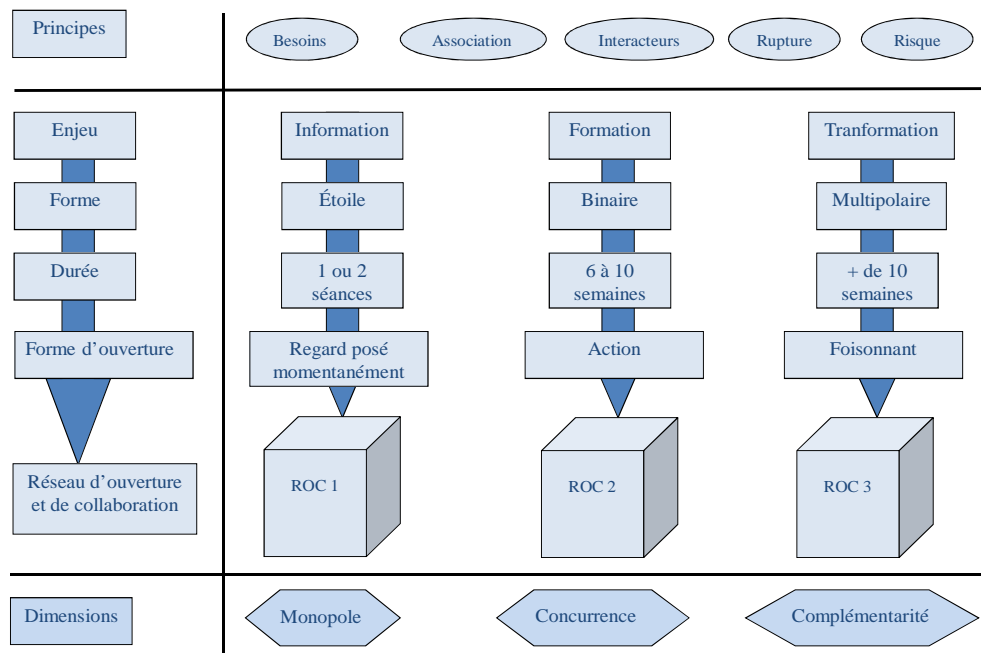 Principes
Besoins
Association
Interacteurs
Rupture
Risque
Enjeu
Information
Formation
Tranformation
Forme
Étoile
Binaire
Multipolaire
Durée
1 ou 2
séances
6 à 10
semaines
+ de 10
semaines
Forme d'ouverture
Regard posé
momentanément
Action
Foisonnant
Réseau d'ouverture
et de collaboration
ROC 1
ROC 2
ROC 3
Dimensions
Monopole
Concurrence
Complémentarité